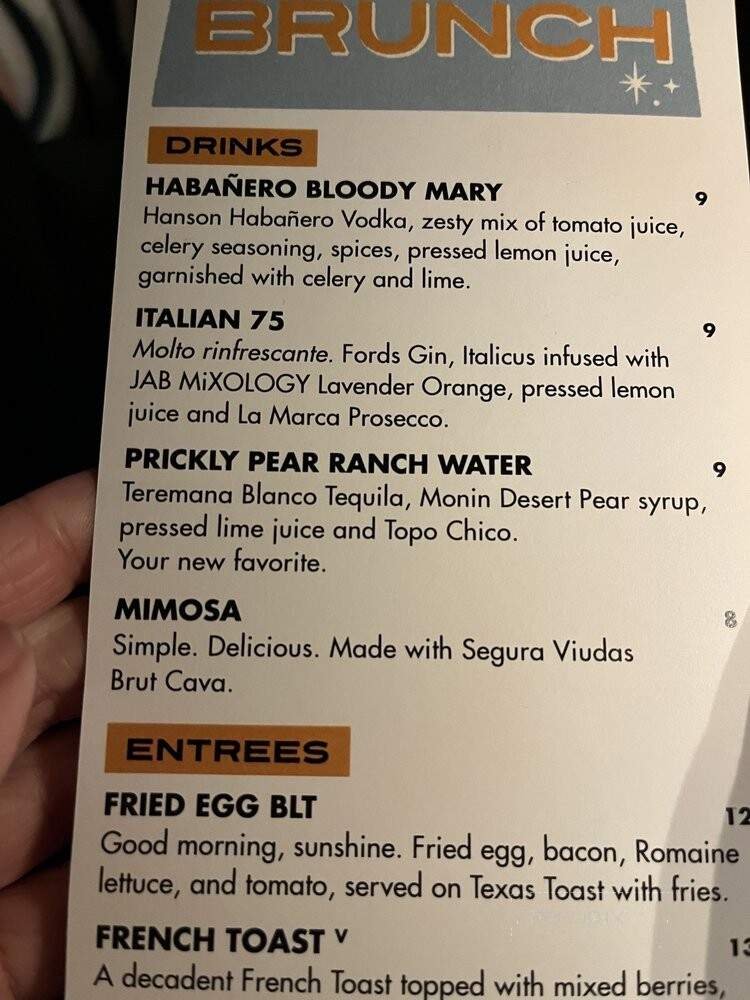 BRUNCH
DRINKS
HABAÑERO BLOODY MARY 9
Hanson Habañero Vodka, zesty mix of tomato juice,
celery seasoning, spices, pressed lemon juice,
garnished with celery and lime.
ITALIAN 75 9
Molto rinfrescante. Fords Gin, Italicus infused with
JAB MiXOLOGY Lavender Orange, pressed lemon
juice and La Marca Prosecco.
PRICKLY PEAR RANCH WATER 9
Teremana Blanco Tequila, Monin Desert Pear syrup,
pressed lime juice and Topo Chico.
Your new favorite.
MIMOSA 8
Simple. Delicious. Made with Segura Viudas
Brut Cava.
ENTREES
FRIED EGG BLT 12
Good morning, sunshine. Fried egg, bacon, Romaine
lettuce, and tomato, served on Texas Toast with fries.
FRENCH TOAST V 13
A decadent French Toast topped with mixed berries,